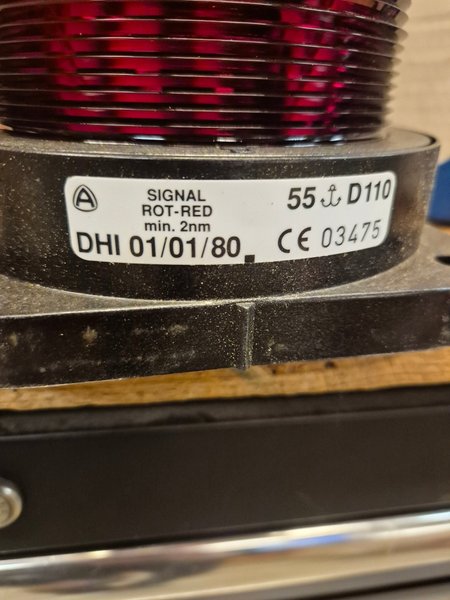 A
SIGNAL
ROT-RED
min. 2nm
DHI 01/01/80
55 ⚓ D110
CE 03475